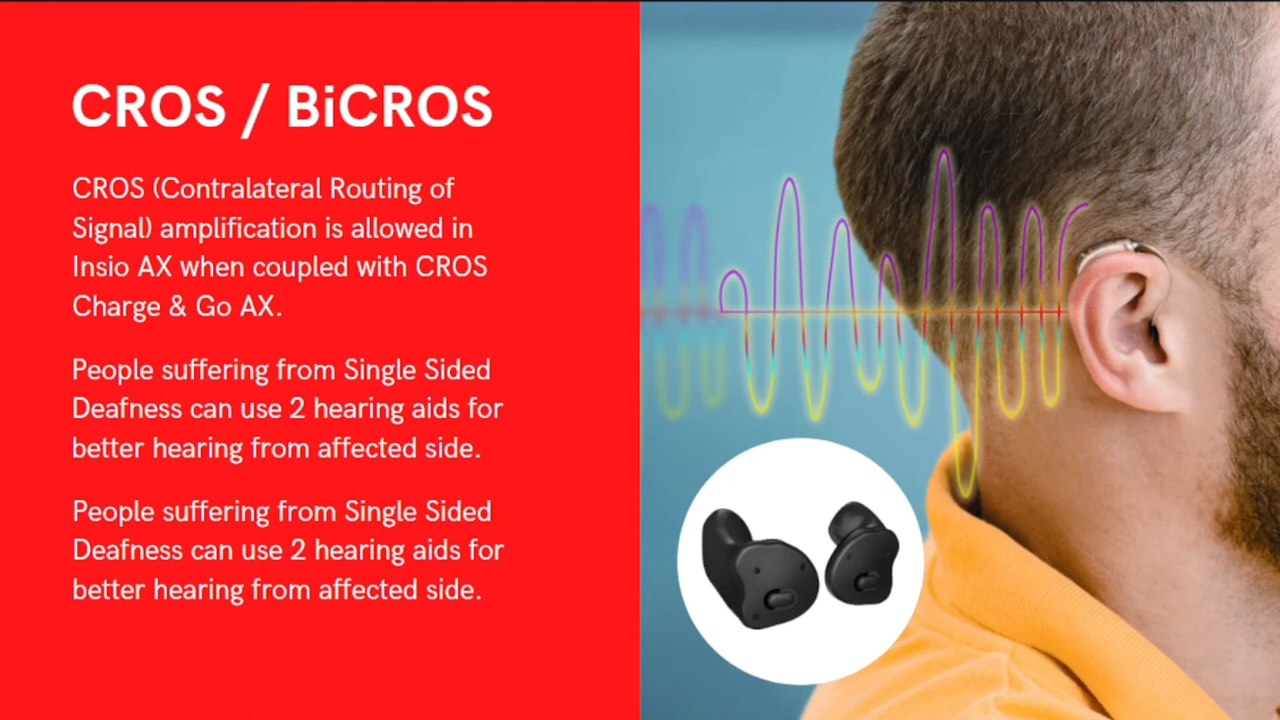 CROS / BiCROS
CROS (Contralateral Routing of
Signal) amplification is allowed in
Insio AX when coupled with CROS
Charge & Go AX.
People suffering from Single Sided
Deafness can use 2 hearing aids for
better hearing from affected side.
People suffering from Single Sided
Deafness can use 2 hearing aids for
better hearing from affected side.